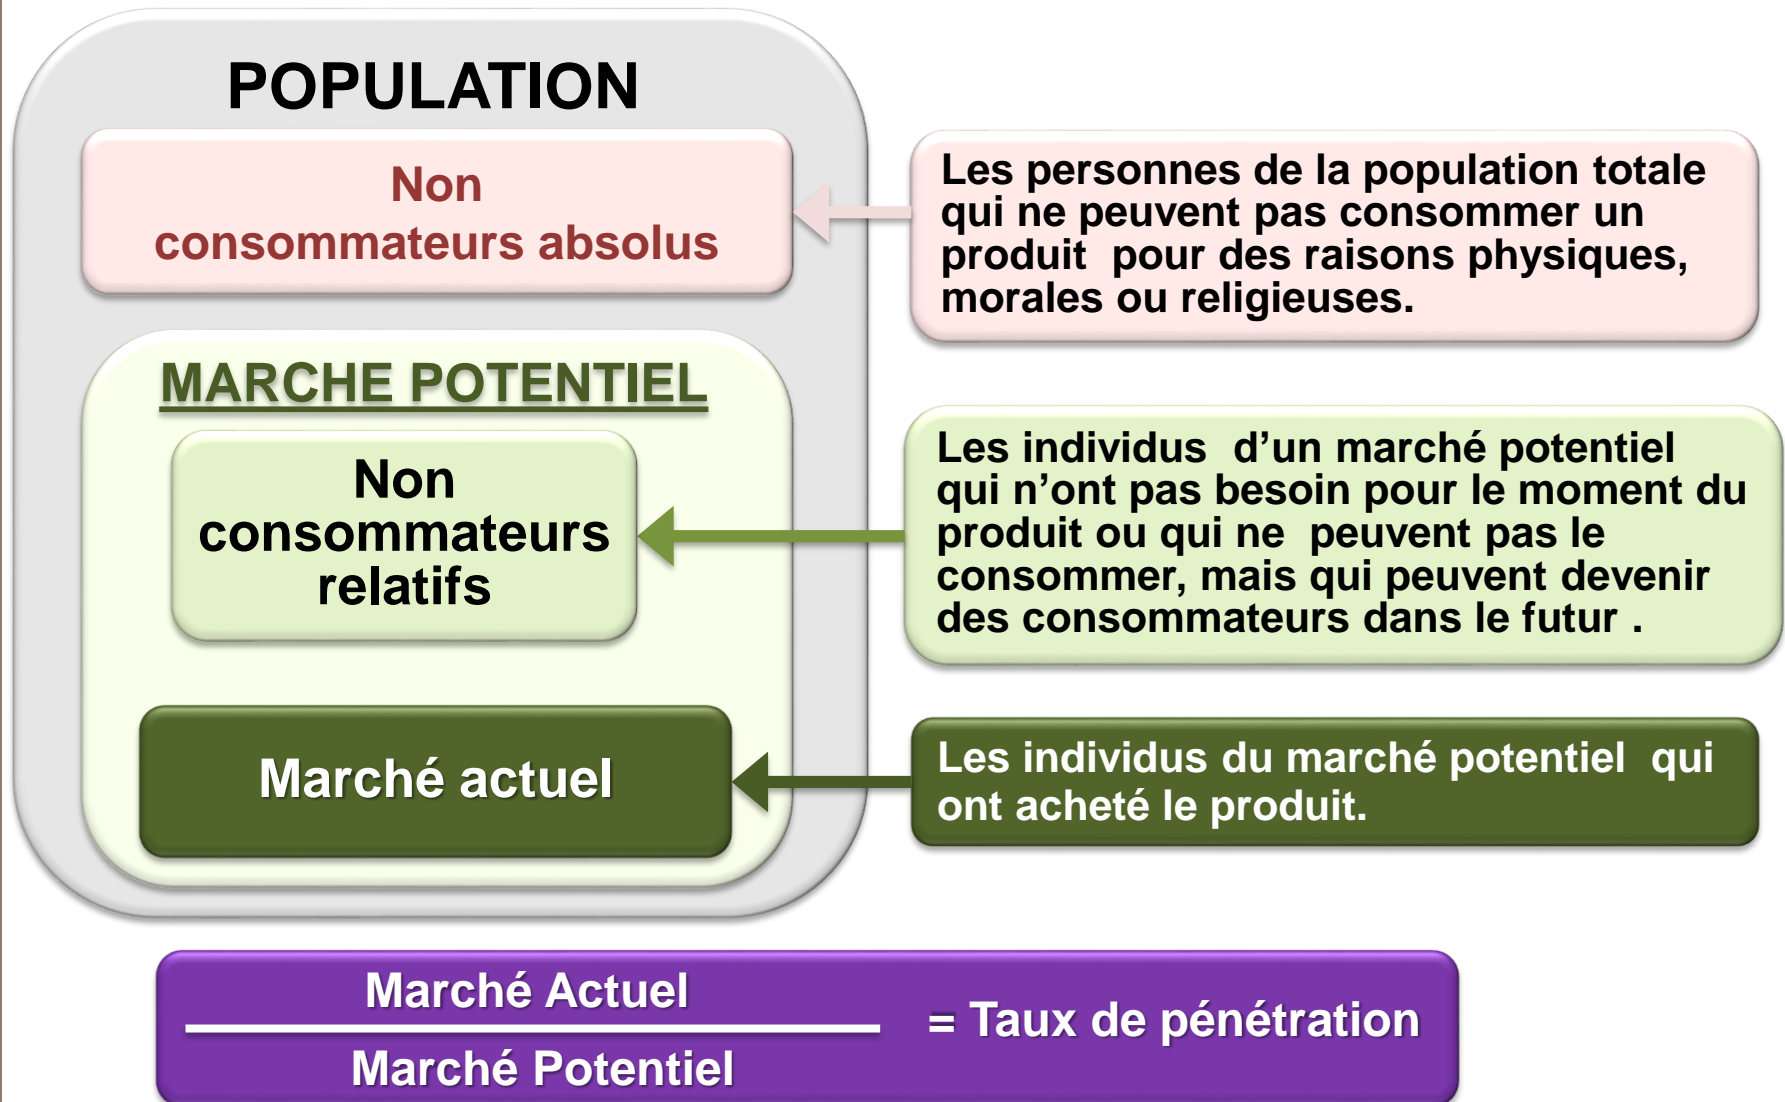 POPULATION
Non
consommateurs absolus
Les personnes de la population totale
qui ne peuvent pas consommer un
produit pour des raisons physiques,
morales ou religieuses.
MARCHE POTENTIEL
Non
consommateurs
relatifs
Les individus d’un marché potentiel
qui n’ont pas besoin pour le moment du
produit ou qui ne peuvent pas le
consommer, mais qui peuvent devenir
des consommateurs dans le futur .
Marché actuel
Les individus du marché potentiel qui
ont acheté le produit.
Marché Actuel
= Taux de pénétration
Marché Potentiel